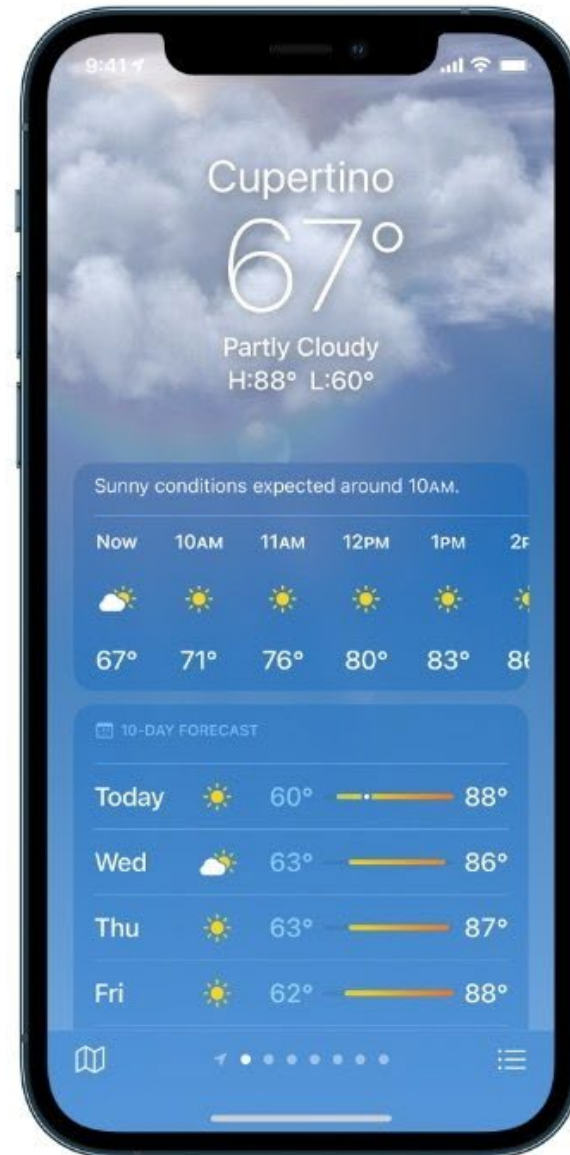 9:41
Cupertino
67°
Partly Cloudy
H:88° L:60°
Sunny conditions expected around 10AM.
Now 10AM 11AM 12PM 1PM
67° 71° 76° 80° 83°
10-DAY FORECAST
Today 60° 88°
Wed 63° 86°
Thu 63° 87°
Fri 62° 88°